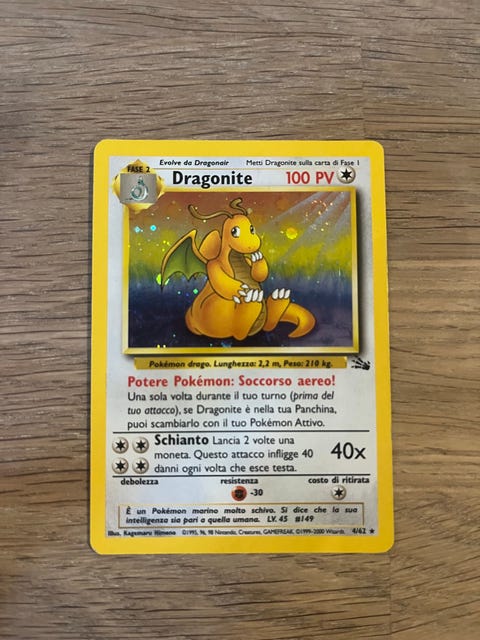 Evolve da Dragonair Metti Dragonite sulla carta di Fase 1
FASE 2
Dragonite 100 PV
Pokémon drago. Lunghezza: 2,2 m, Peso: 210 kg.
Potere Pokémon: Soccorso aereo!
Una sola volta durante il tuo turno (prima del
tuo attacco), se Dragonite è nella tua Panchina,
puoi scambiarlo con il tuo Pokémon Attivo.
Schianto Lancia 2 volte una
moneta. Questo attacco infligge 40
danni ogni volta che esce testa.
40x
debolezza resistenza costo di ritirata
-30
È un Pokémon marino molto schivo. Si dice che la sua
intelligenza sia pari a quella umana. LV. 45 #149
Illus. Kagemaru Himeno ©1995, 96, 98 Nintendo, Creatures, GAMEFREAK. ©1999-2000 Wizards. 4/62 ★